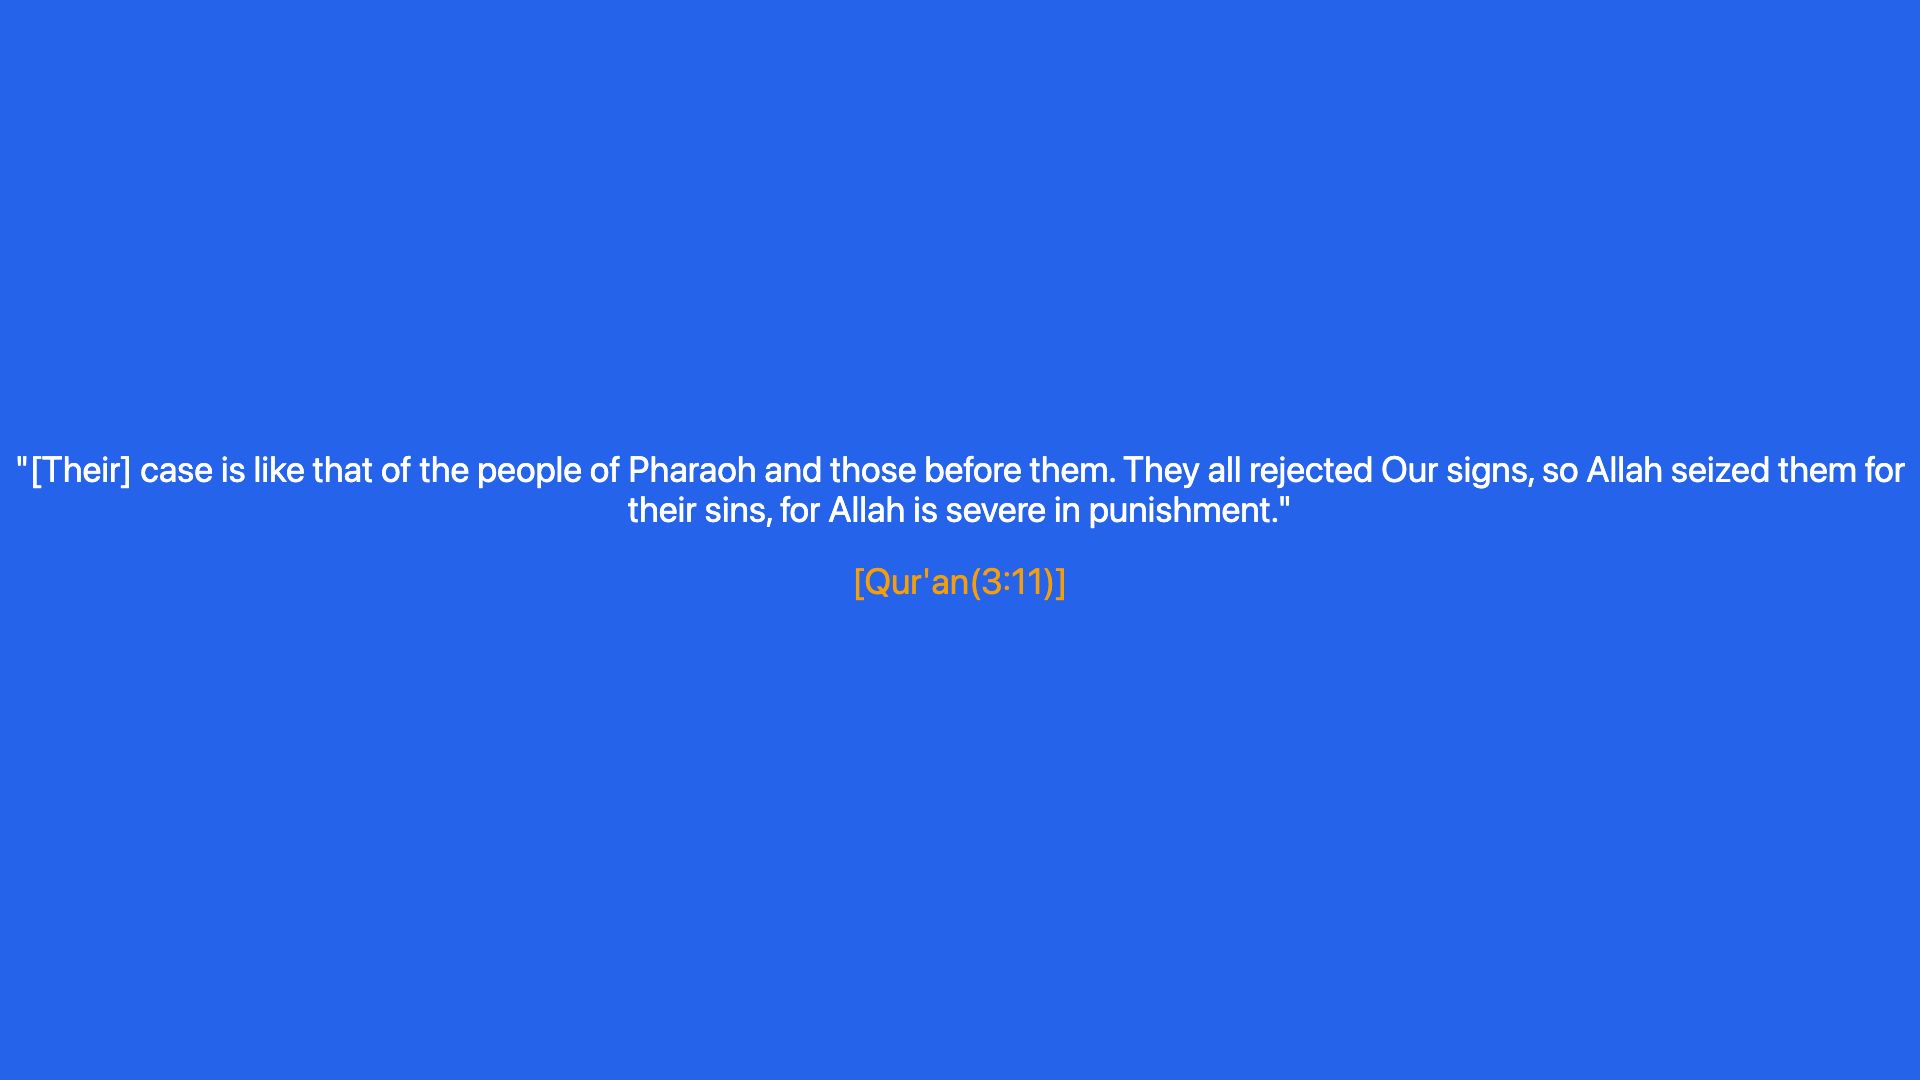 "[Their] case is like that of the people of Pharaoh and those before them. They all rejected Our signs, so Allah seized them for
their sins, for Allah is severe in punishment."
[Qur'an(3:11)]